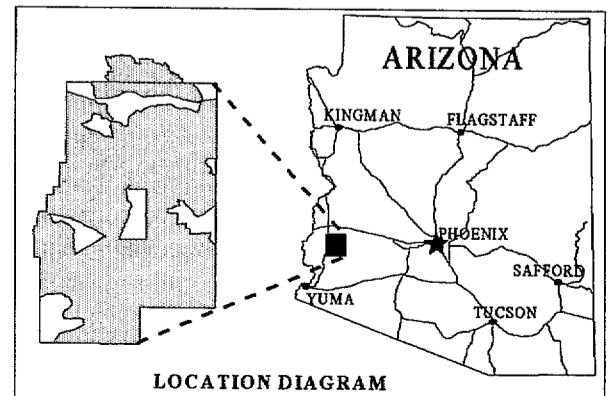 ARIZONA
KINGMAN
FLAGSTAFF
PHOENIX
SAFFORD
YUMA
TUCSON
LOCATION DIAGRAM